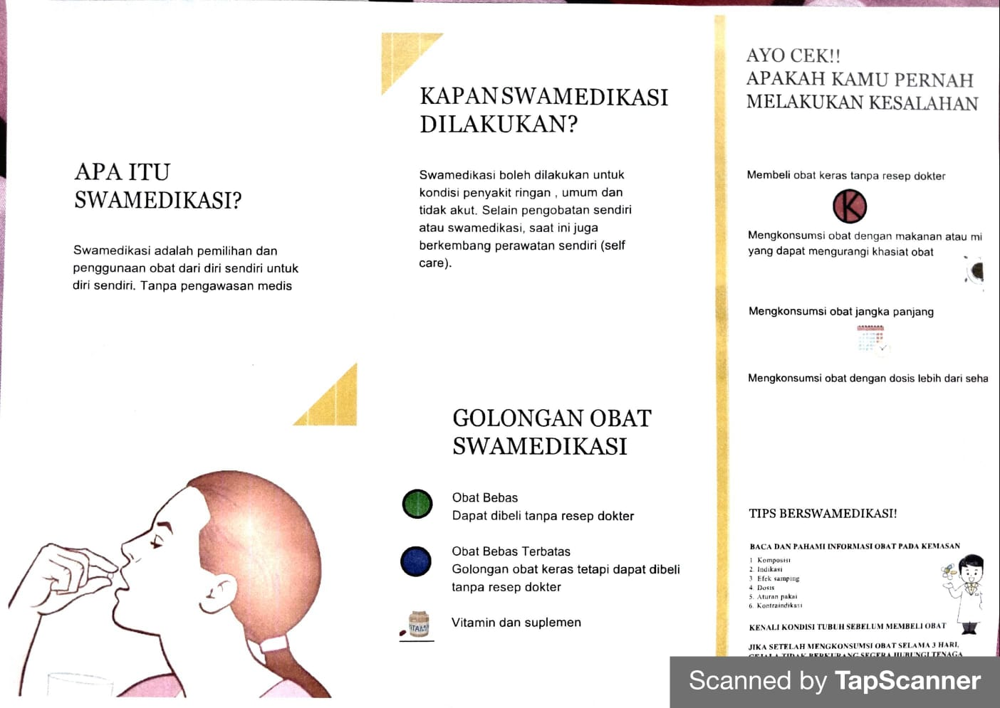 APA ITU
SWAMEDIKASI?
Swamedikasi adalah pemilihan dan
penggunaan obat dari diri sendiri untuk
diri sendiri. Tanpa pengawasan medis
KAPAN SWAMEDIKASI
DILAKUKAN?
Swamedikasi boleh dilakukan untuk
kondisi penyakit ringan , umum dan
tidak akut. Selain pengobatan sendiri
atau swamedikasi, saat ini juga
berkembang perawatan sendiri (self
care).
GOLONGAN OBAT
SWAMEDIKASI
Obat Bebas
Dapat dibeli tanpa resep dokter
Obat Bebas Terbatas
Golongan obat keras tetapi dapat dibeli
tanpa resep dokter
Vitamin dan suplemen
AYO CEK!!
APAKAH KAMU PERNAH
MELAKUKAN KESALAHAN
Membeli obat keras tanpa resep dokter
K
Mengkonsumsi obat dengan makanan atau mi
yang dapat mengurangi khasiat obat
Mengkonsumsi obat jangka panjang
Mengkonsumsi obat dengan dosis lebih dari seha
TIPS BERSWAMEDIKASI!
BACA DAN PAHAMI INFORMASI OBAT PADA KEMASAN
1. Komposisi
2. Indikasi
3. Efek samping
4. Dosis
5. Aturan pakai
6. Kontraindikasi
KENALI KONDISI TUBUH SEBELUM MEMBELI OBAT
JIKA SETELAH MENGKONSUMSI OBAT SELAMA 3 HARI,
GEJALA TIDAK BERKURANG SEGERA HUBUNGI TENAGA
Scanned by TapScanner